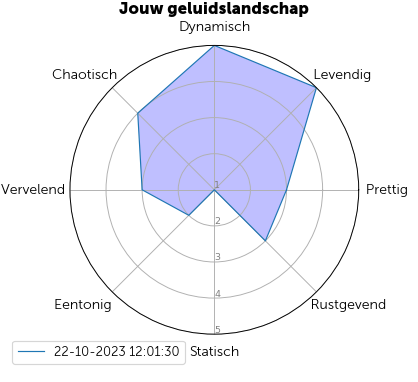 Jouw geluidslandschap
Dynamisch
Chaotisch
Levendig
Vervelend
1
Prettig
2
3
4
Eentonig
Rustgevend
5
22-10-2023 12:01:30
Statisch